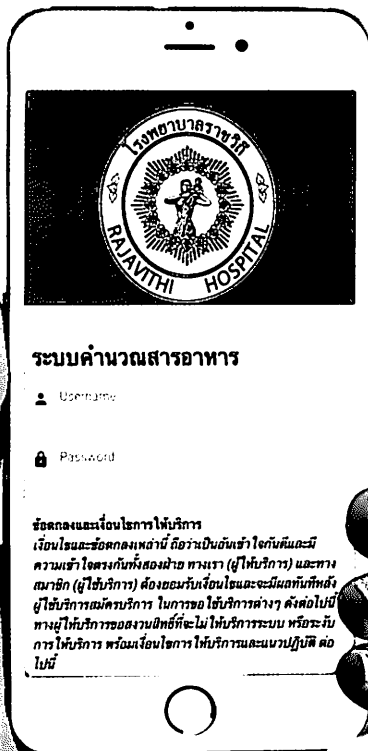 โรงพยาบาลราชวิถี
RAJAVITHI HOSPITAL
ระบบคำนวณสารอาหาร
Username
Password
ข้อตกลงและเงื่อนไขการให้บริการ
เงื่อนไขและข้อตกลงเหล่านี้ ถือว่าเป็นอันเข้าใจกันดีและมี
ความเข้าใจตรงกันทั้งสองฝ่าย ทางเรา (ผู้ให้บริการ) และทาง
สมาชิก (ผู้ใช้บริการ) ต้องยอมรับเงื่อนไขและจะมีผลทันทีหลัง
ผู้ใช้บริการสมัครบริการ ในการขอใช้บริการต่างๆ ดังต่อไปนี้
ทางผู้ให้บริการขอสงวนสิทธิ์ที่จะไม่ให้บริการระบบ หรือระงับ
การให้บริการ พร้อมเงื่อนไขการให้บริการและแนวปฏิบัติ ต่อ
ไปนี้